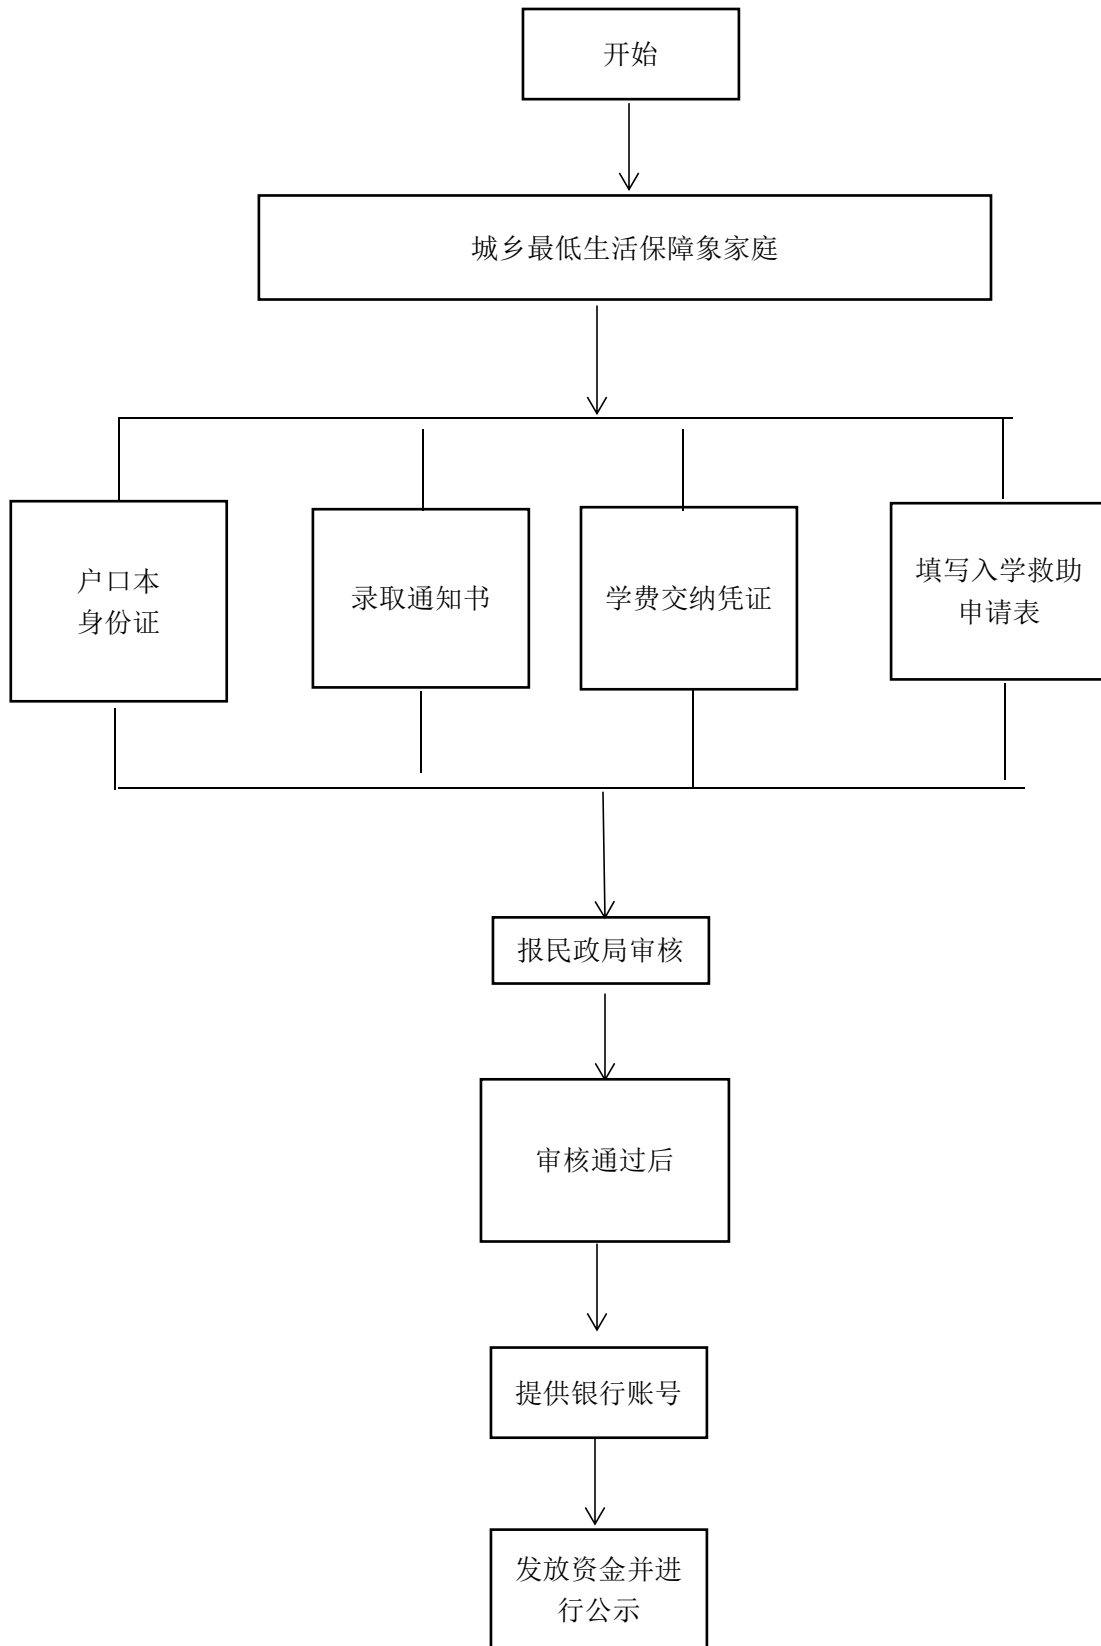 开始
城乡最低生活保障象家庭
户口本
身份证
录取通知书
学费交纳凭证
填写入学救助
申请表
报民政局审核
审核通过后
提供银行账号
发放资金并进
行公示